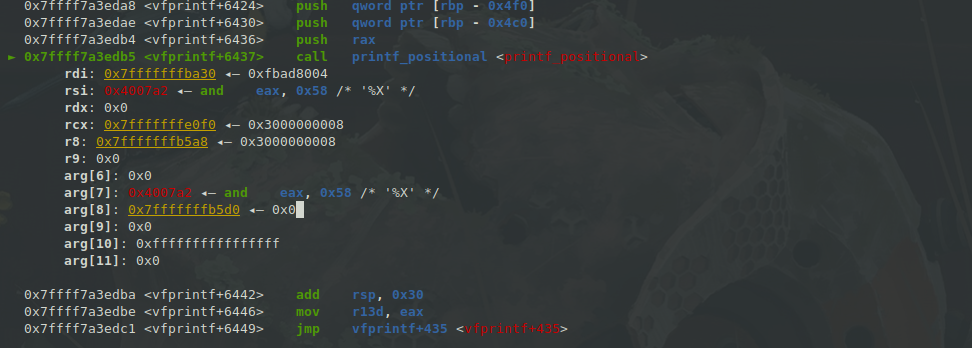 0x7ffff7a3eda8 <vfprintf+6424> push qword ptr [rbp - 0x4f0]
0x7ffff7a3edae <vfprintf+6430> push qword ptr [rbp - 0x4c0]
0x7ffff7a3edb4 <vfprintf+6436> push rax
► 0x7ffff7a3edb5 <vfprintf+6437> call printf_positional <printf_positional>
rdi: 0x7fffffffba30 ◂— 0xfbad8004
rsi: 0x4007a2 ◂— and eax, 0x58 /* '%X' */
rdx: 0x0
rcx: 0x7fffffffe0f0 ◂— 0x3000000008
r8: 0x7fffffffb5a8 ◂— 0x3000000008
r9: 0x0
arg[6]: 0x0
arg[7]: 0x4007a2 ◂— and eax, 0x58 /* '%X' */
arg[8]: 0x7fffffffb5d0 ◂— 0x0
arg[9]: 0x0
arg[10]: 0xffffffffffffffff
arg[11]: 0x0
0x7ffff7a3edba <vfprintf+6442> add rsp, 0x30
0x7ffff7a3edbe <vfprintf+6446> mov r13d, eax
0x7ffff7a3edc1 <vfprintf+6449> jmp vfprintf+435 <vfprintf+435>